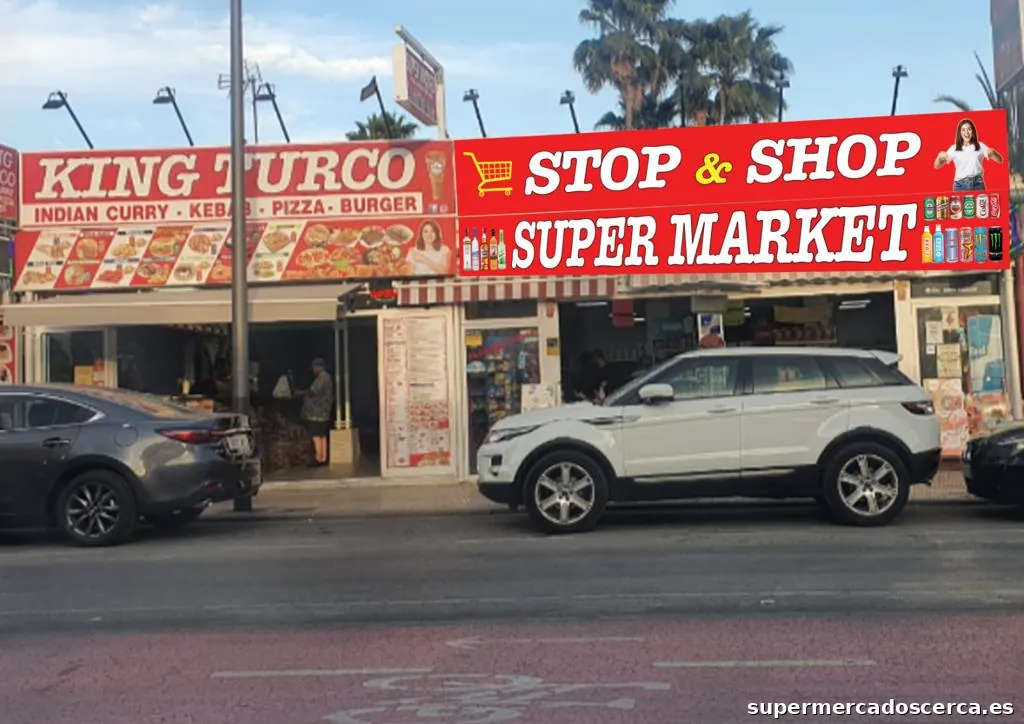 KING TURCO
INDIAN CURRY · KEBAB · PIZZA · BURGER
STOP & SHOP
SUPER MARKET
supermercadoscerca.es